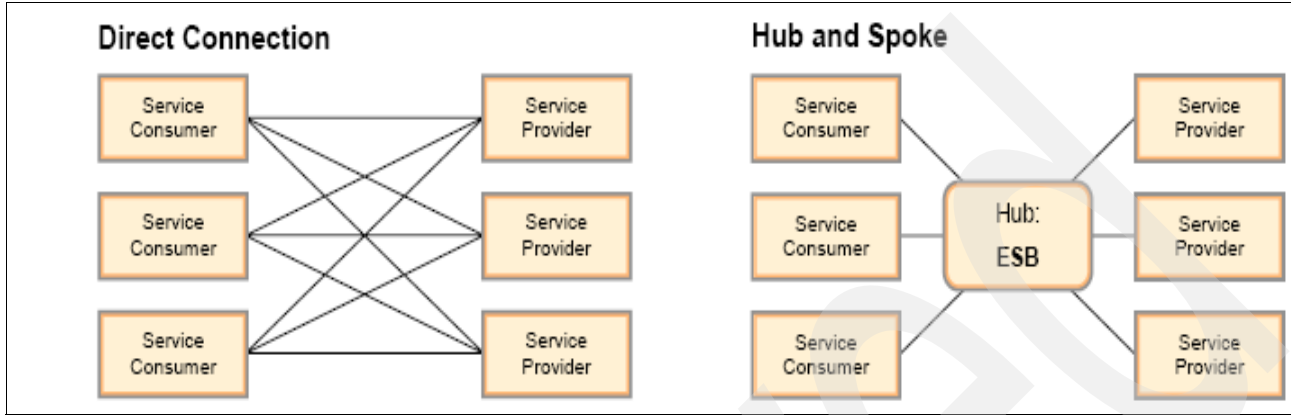 Direct Connection
Service
Consumer
Service
Provider
Service
Consumer
Service
Provider
Service
Consumer
Service
Provider
Hub and Spoke
Service
Consumer
Service
Provider
Service
Consumer
Hub:
ESB
Service
Provider
Service
Consumer
Service
Provider